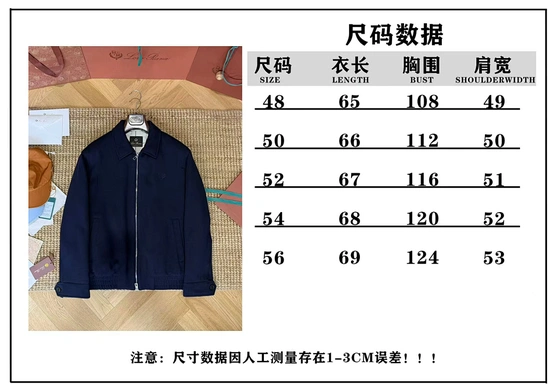 尺码数据
尺码 衣长 胸围 肩宽
SIZE LENGTH BUST SHOULDERWIDTH
48 65 108 49
50 66 112 50
52 67 116 51
54 68 120 52
56 69 124 53
注意：尺寸数据因人工测量存在1-3CM误差！！！